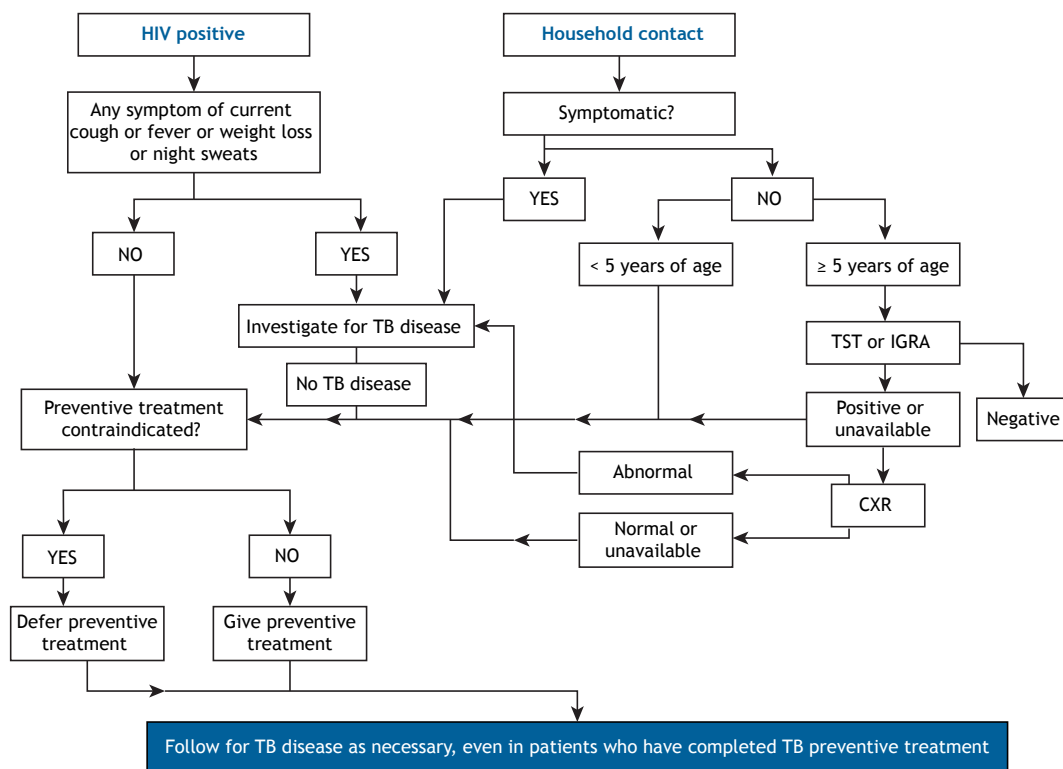 HIV positive
Household contact
Any symptom of current
cough or fever or weight loss
or night sweats
Symptomatic?
YES
NO
NO
YES
< 5 years of age
≥ 5 years of age
Investigate for TB disease
TST or IGRA
No TB disease
Preventive treatment
contraindicated?
Positive or
unavailable
Negative
Abnormal
CXR
Normal or
unavailable
YES
NO
Defer preventive
treatment
Give preventive
treatment
Follow for TB disease as necessary, even in patients who have completed TB preventive treatment